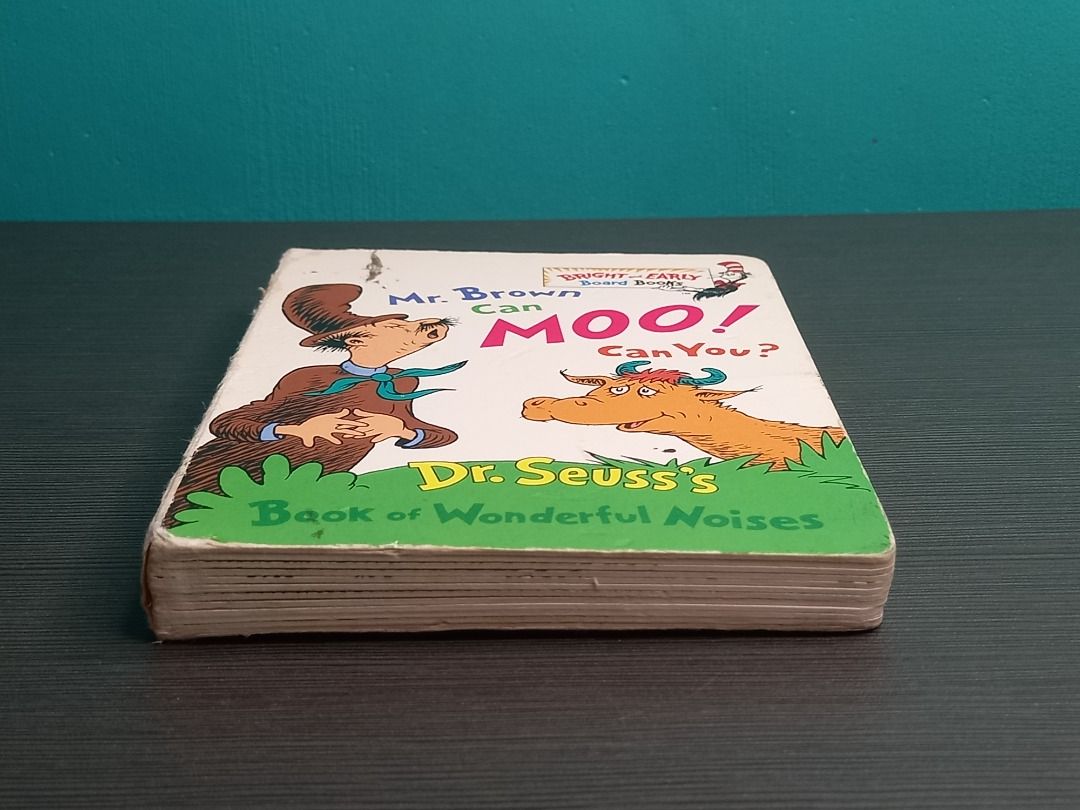 BRIGHT and EARLY
Board Books
Mr. Brown
Can
MOO!
Can You?
Dr. Seuss's
Book of Wonderful Noises